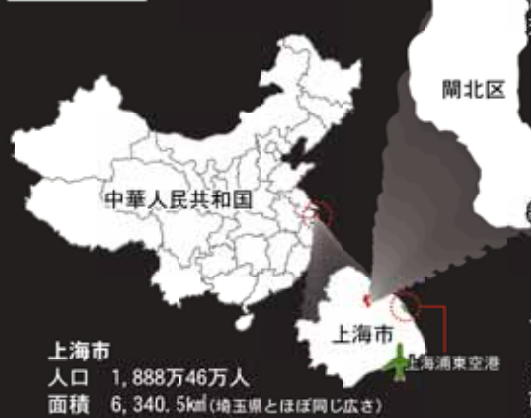 閘北区
中華人民共和国
上海市
上海浦東空港
上海市
人口 1,888万46万人
面積 6,340.5k㎡(埼玉県とほぼ同じ広さ)